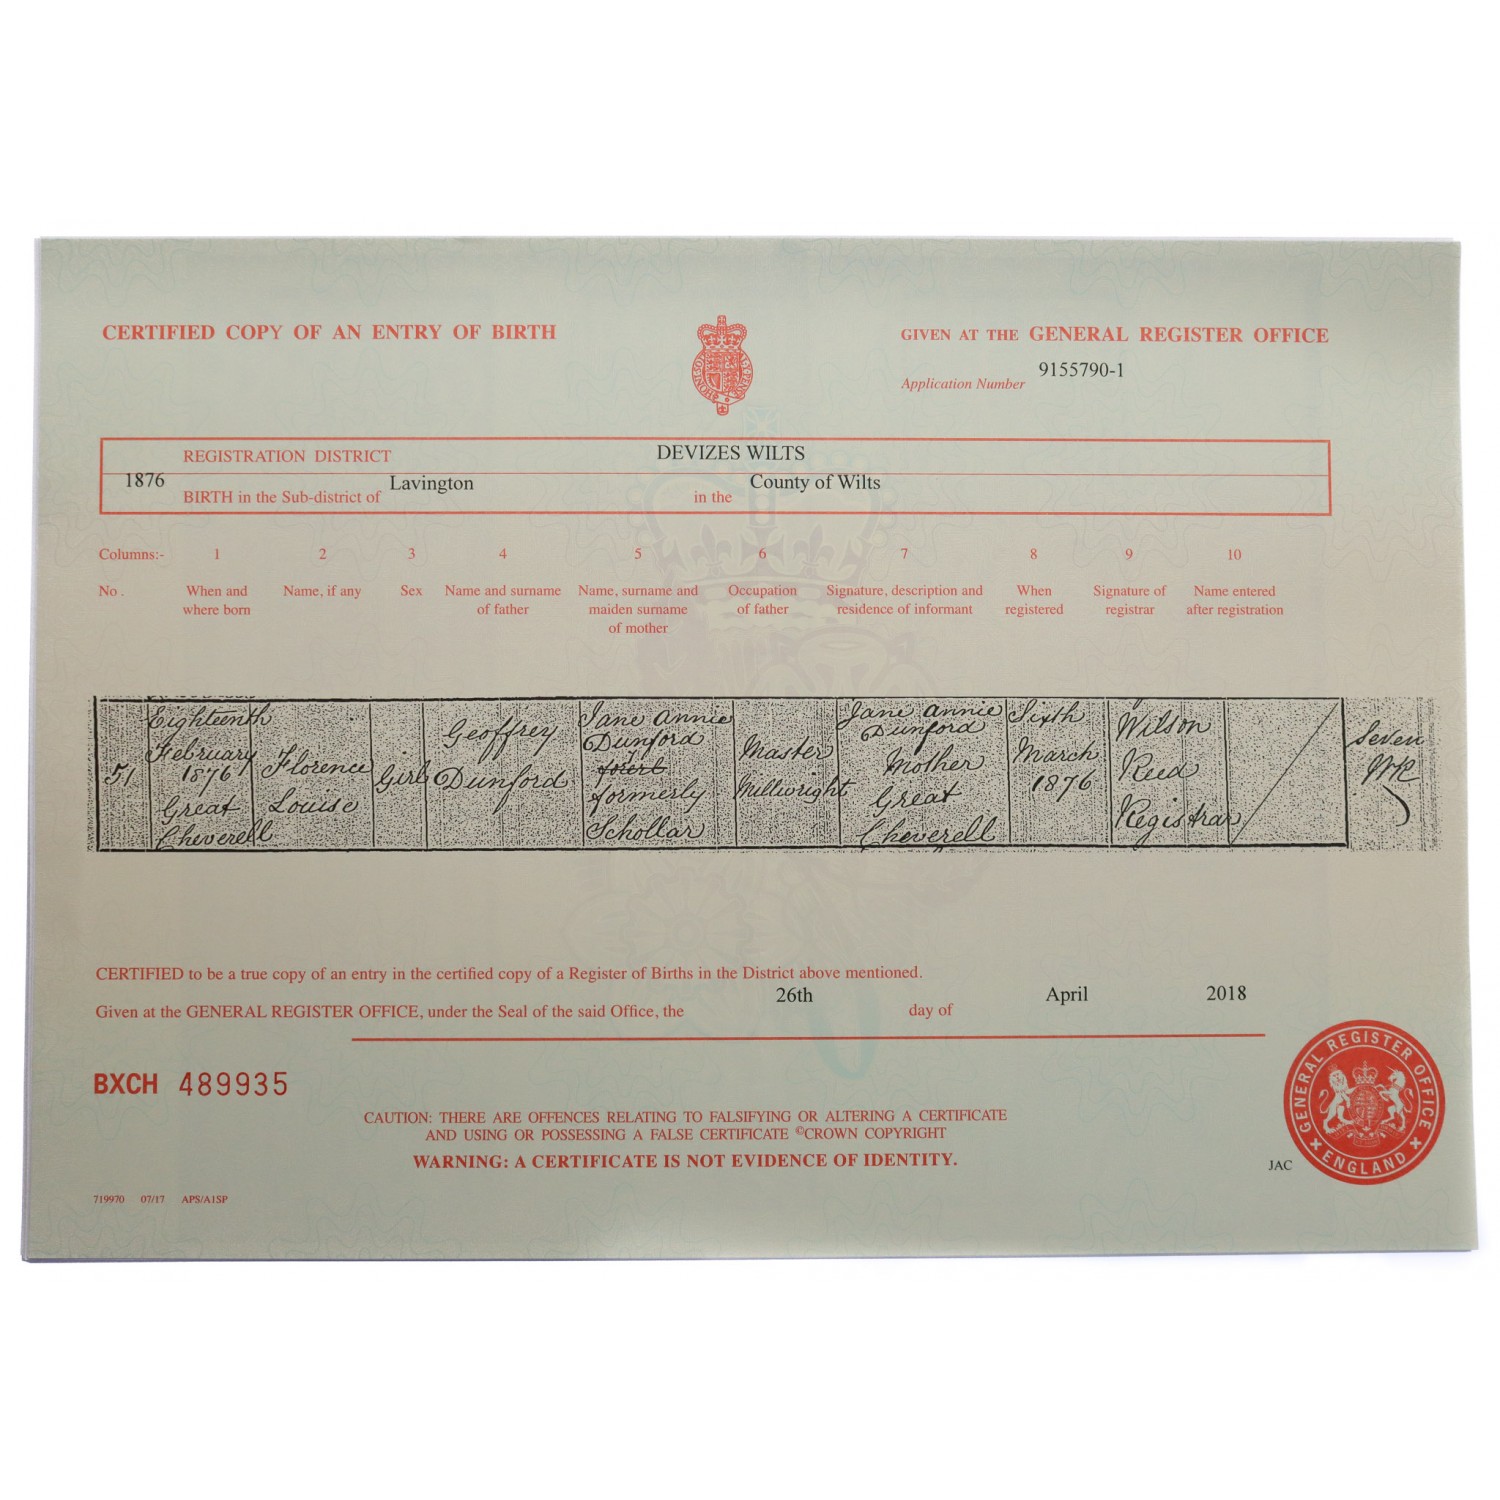 CERTIFIED COPY OF AN ENTRY OF BIRTH
GIVEN AT THE GENERAL REGISTER OFFICE
Application Number 9155790-1
REGISTRATION DISTRICT DEVIZES WILTS
1876 BIRTH in the Sub-district of Lavington in the County of Wilts
Columns:- 1 2 3 4 5 6 7 8 9 10
No. When and where born Name, if any Sex Name and surname of father Name, surname and maiden surname of mother Occupation of father Signature, description and residence of informant When registered Signature of registrar Name entered after registration
51
Eighteenth
February
1876
Great
Cheverell
Florence
Louise
Girl
Geoffrey
Dunford
Jane Annie
Dunford
formerly
Schollar
Master
Millwright
Jane Annie
Dunford
Mother
Great
Cheverell
Sixth
March
1876
Wilson
Reed
Registrar
Seven
WR
CERTIFIED to be a true copy of an entry in the certified copy of a Register of Births in the District above mentioned.
Given at the GENERAL REGISTER OFFICE, under the Seal of the said Office, the 26th day of April 2018
BXCH 489935
CAUTION: THERE ARE OFFENCES RELATING TO FALSIFYING OR ALTERING A CERTIFICATE
AND USING OR POSSESSING A FALSE CERTIFICATE ©CROWN COPYRIGHT
WARNING: A CERTIFICATE IS NOT EVIDENCE OF IDENTITY.
JAC
GENERAL REGISTER OFFICE
ENGLAND
719970 07/17 APS/A1SP